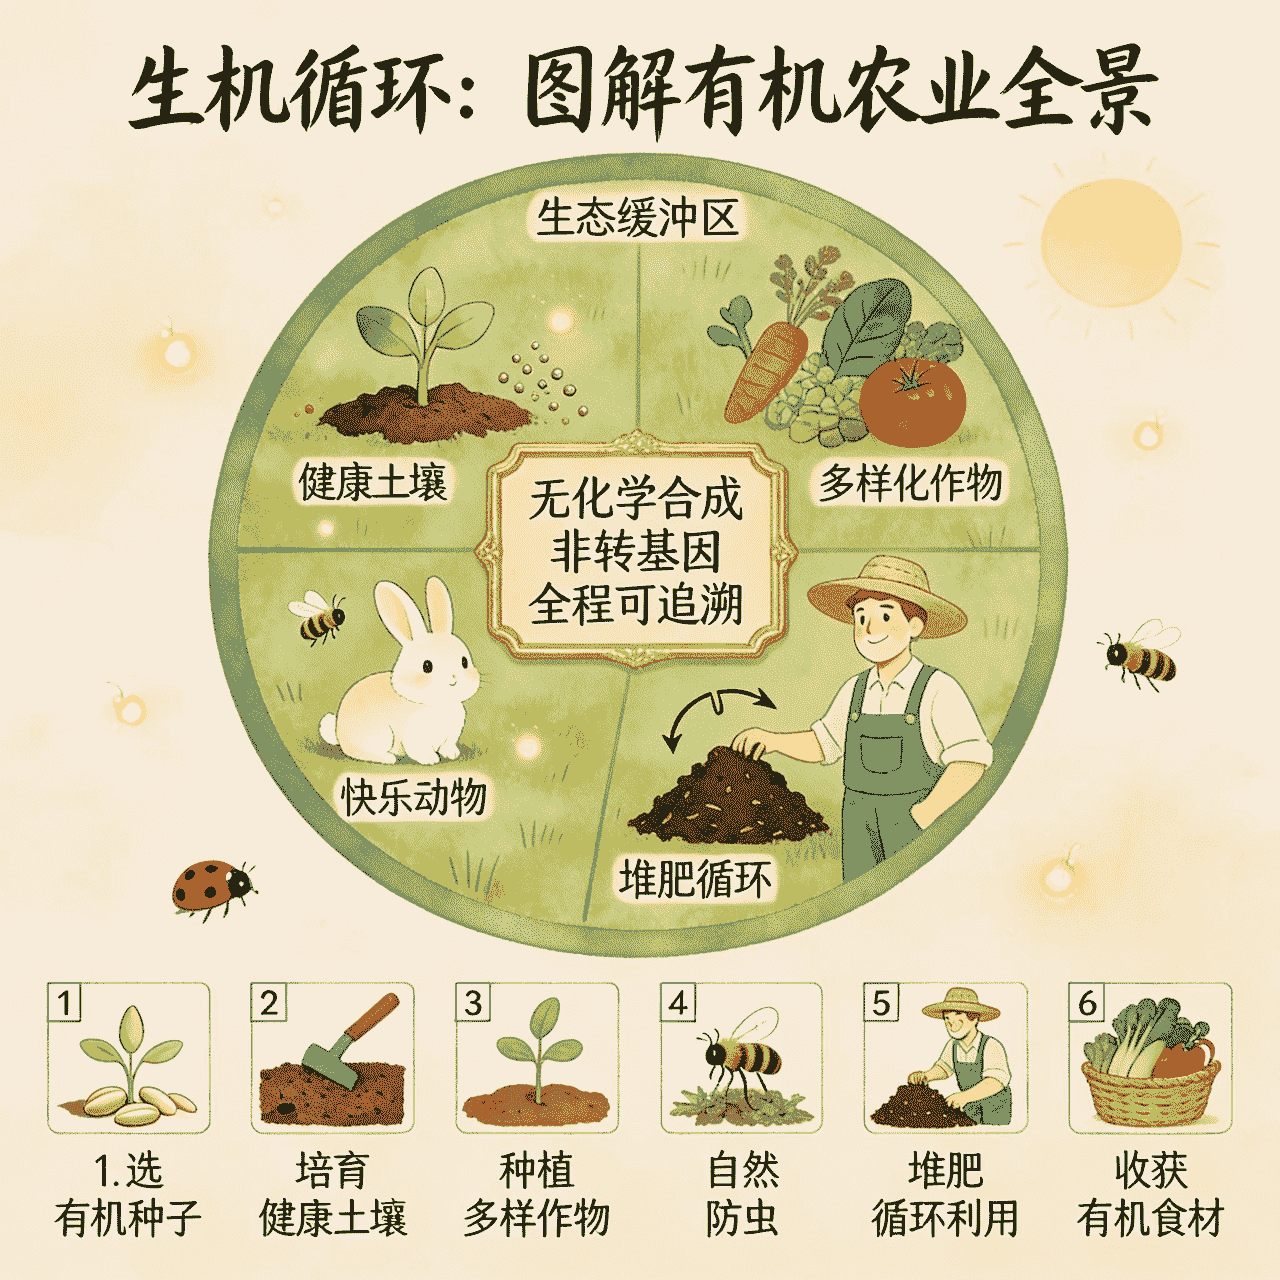 生机循环：图解有机农业全景
生态缓冲区
健康土壤
多样化作物
无化学合成
非转基因
全程可追溯
快乐动物
堆肥循环
1
2
3
4
5
6
1.选
有机种子
培育
健康土壤
种植
多样作物
自然
防虫
堆肥
循环利用
收获
有机食材